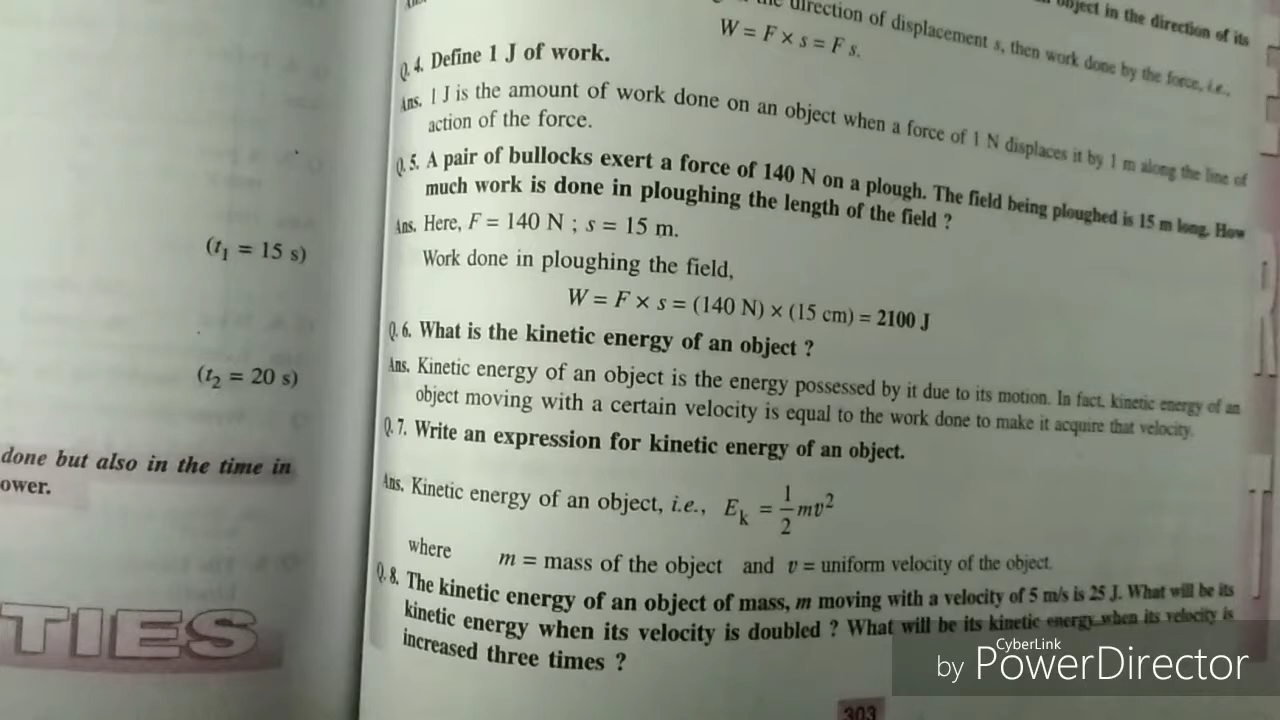 (t₁ = 15 s)
(t₂ = 20 s)
done but also in the time in
ower.
TIES
object in the direction of its
direction of displacement s, then work done by the force, i.e.,
W = F × s = F s.
Q. 4. Define 1 J of work.
Ans. 1 J is the amount of work done on an object when a force of 1 N displaces it by 1 m along the line of
action of the force.
Q. 5. A pair of bullocks exert a force of 140 N on a plough. The field being ploughed is 15 m long. How
much work is done in ploughing the length of the field ?
Ans. Here, F = 140 N ; s = 15 m.
Work done in ploughing the field,
W = F × s = (140 N) × (15 cm) = 2100 J
Q. 6. What is the kinetic energy of an object ?
Ans. Kinetic energy of an object is the energy possessed by it due to its motion. In fact, kinetic energy of an
object moving with a certain velocity is equal to the work done to make it acquire that velocity.
Q. 7. Write an expression for kinetic energy of an object.
Ans. Kinetic energy of an object, i.e., Eₖ = 1/2 mv²
where m = mass of the object and v = uniform velocity of the object.
Q. 8. The kinetic energy of an object of mass, m moving with a velocity of 5 m/s is 25 J. What will be its
kinetic energy when its velocity is doubled ? What will be its kinetic energy when its velocity is
increased three times ?
303
CyberLink
by PowerDirector